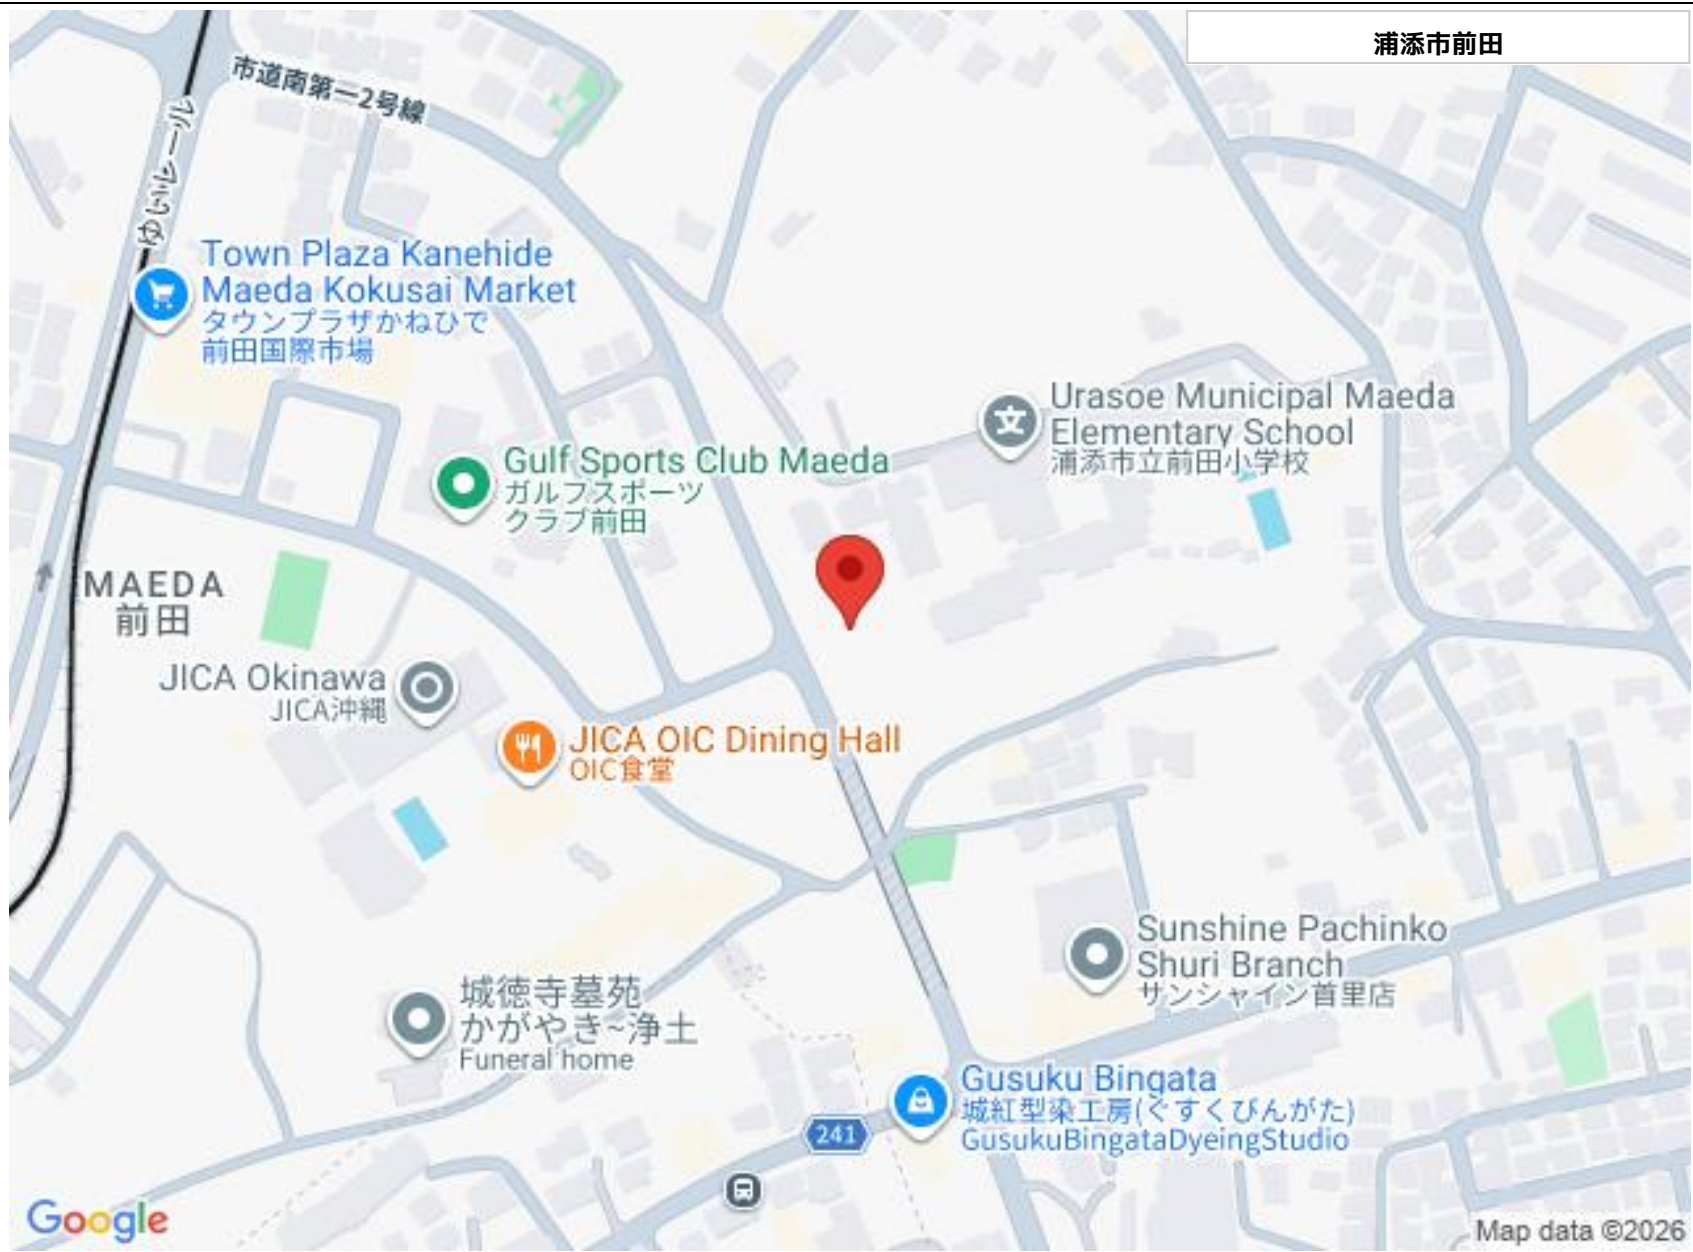 浦添市前田
市道南第一2号線
ゆいレール
Town Plaza Kanehide
Maeda Kokusai Market
タウンプラザかねひで
前田国際市場
Urasoe Municipal Maeda
Elementary School
浦添市立前田小学校
Gulf Sports Club Maeda
ガルフスポーツ
クラブ前田
MAEDA
前田
JICA Okinawa
JICA沖縄
JICA OIC Dining Hall
OIC食堂
Sunshine Pachinko
Shuri Branch
サンシャイン首里店
城徳寺墓苑
かがやき~浄土
Funeral home
Gusuku Bingata
城紅型染工房(ぐすくびんがた)
GusukuBingataDyeingStudio
241
Google
Map data ©2026